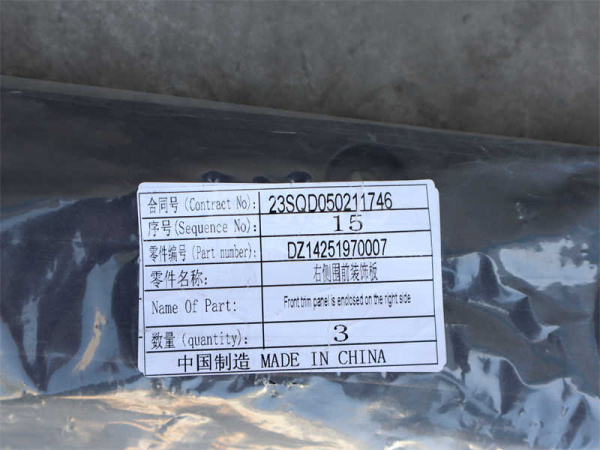 合同号(Contract No): 23SQD050211746
序号(Sequence No): 15
零件编号(Part number): DZ14251970007
零件名称: 右侧围前装饰板
Name Of Part: Front trim panel is enclosed on the right side
数量(quantity): 3
中国制造 MADE IN CHINA